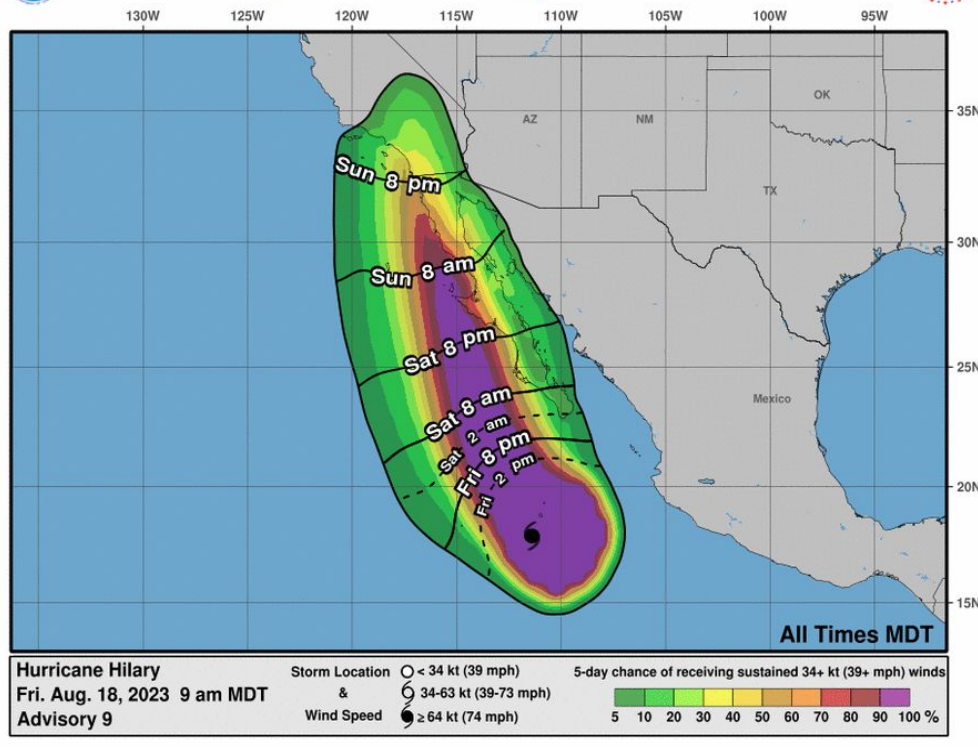 130W 125W 120W 115W 110W 105W 100W 95W
35N
30N
25N
20N
15N
AZ
NM
OK
TX
Mexico
Sun 8 pm
Sun 8 am
Sat 8 pm
Sat 8 am
Sat 2 am
Fri 8 pm
Fri 2 pm
All Times MDT
Hurricane Hilary
Fri. Aug. 18, 2023 9 am MDT
Advisory 9
Storm Location
&
Wind Speed
< 34 kt (39 mph)
34-63 kt (39-73 mph)
≥ 64 kt (74 mph)
5-day chance of receiving sustained 34+ kt (39+ mph) winds
5 10 20 30 40 50 60 70 80 90 100 %